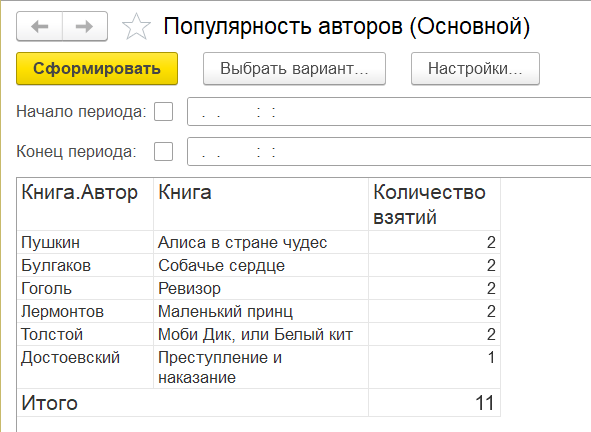 Популярность авторов (Основной)
Сформировать Выбрать вариант... Настройки...
Начало периода: . . : :
Конец периода: . . : :
Книга.Автор Книга Количество
взятий
Пушкин Алиса в стране чудес 2
Булгаков Собачье сердце 2
Гоголь Ревизор 2
Лермонтов Маленький принц 2
Толстой Моби Дик, или Белый кит 2
Достоевский Преступление и 1
наказание
Итого 11